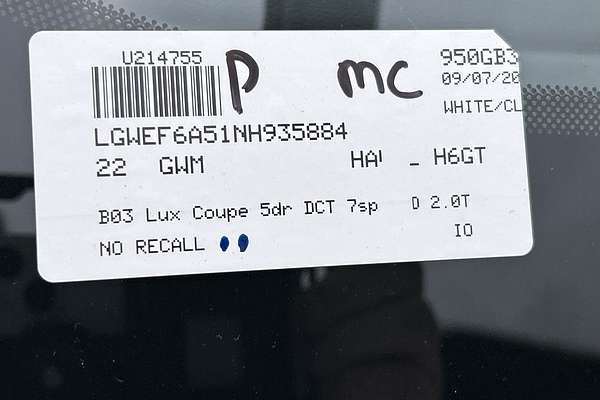 U214755 P mc 950GB3
09/07/20
WHITE/CL
LGWEF6A51NH935884
22 GWM _ H6GT
B03 Lux Coupe 5dr DCT 7sp D 2.0T
NO RECALL IO